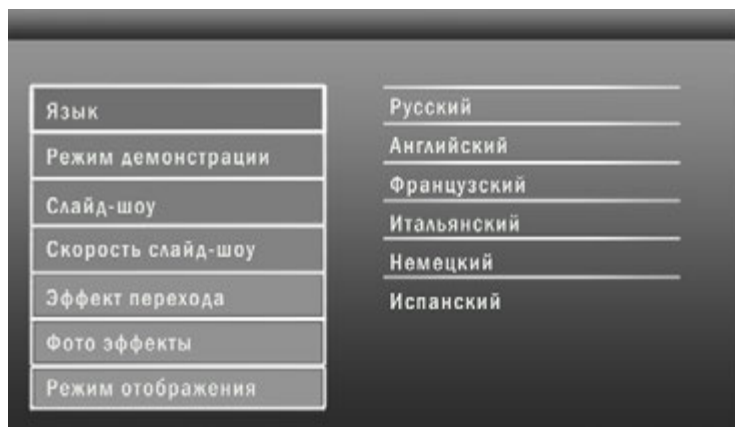 Язык
Режим демонстрации
Слайд-шоу
Скорость слайд-шоу
Эффект перехода
Фото эффекты
Режим отображения
Русский
Английский
Французский
Итальянский
Немецкий
Испанский